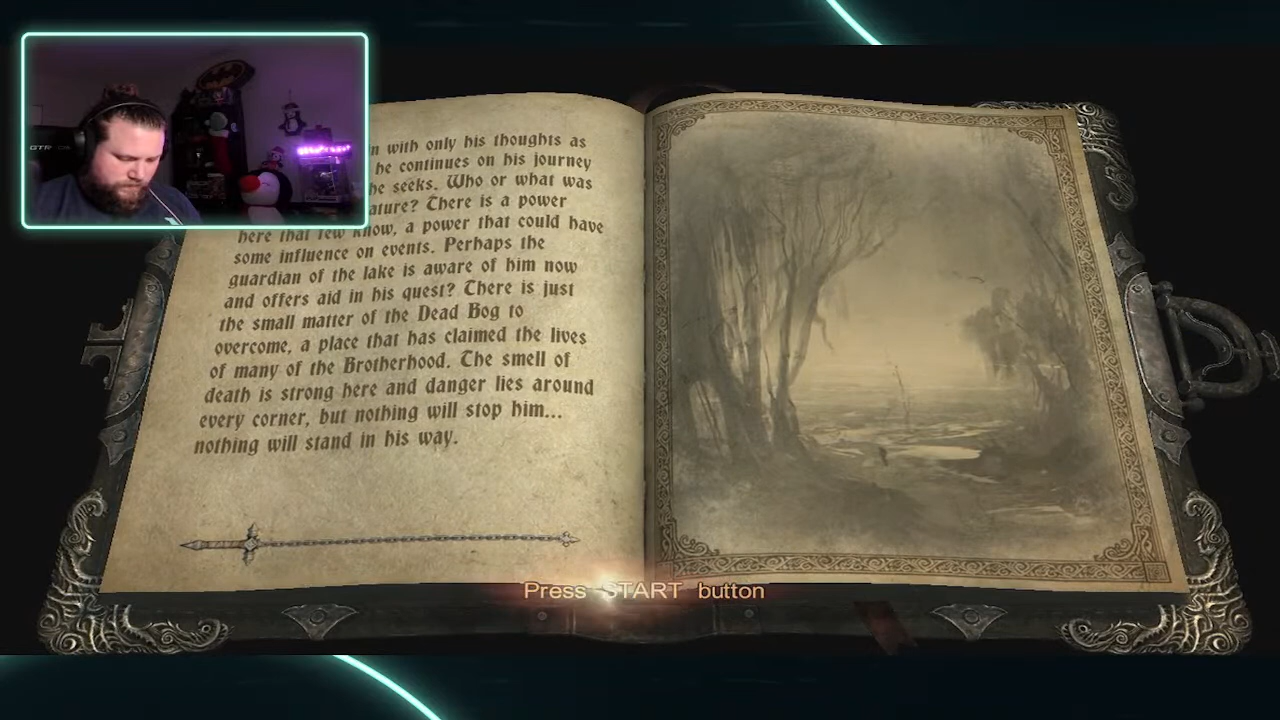 n with only his thoughts as
he continues on his journey
he seeks. Who or what was
ature? There is a power
here that few know, a power that could have
some influence on events. Perhaps the
guardian of the lake is aware of him now
and offers aid in his quest? There is just
the small matter of the Dead Bog to
overcome, a place that has claimed the lives
of many of the Brotherhood. The smell of
death is strong here and danger lies around
every corner, but nothing will stop him...
nothing will stand in his way.
Press START button